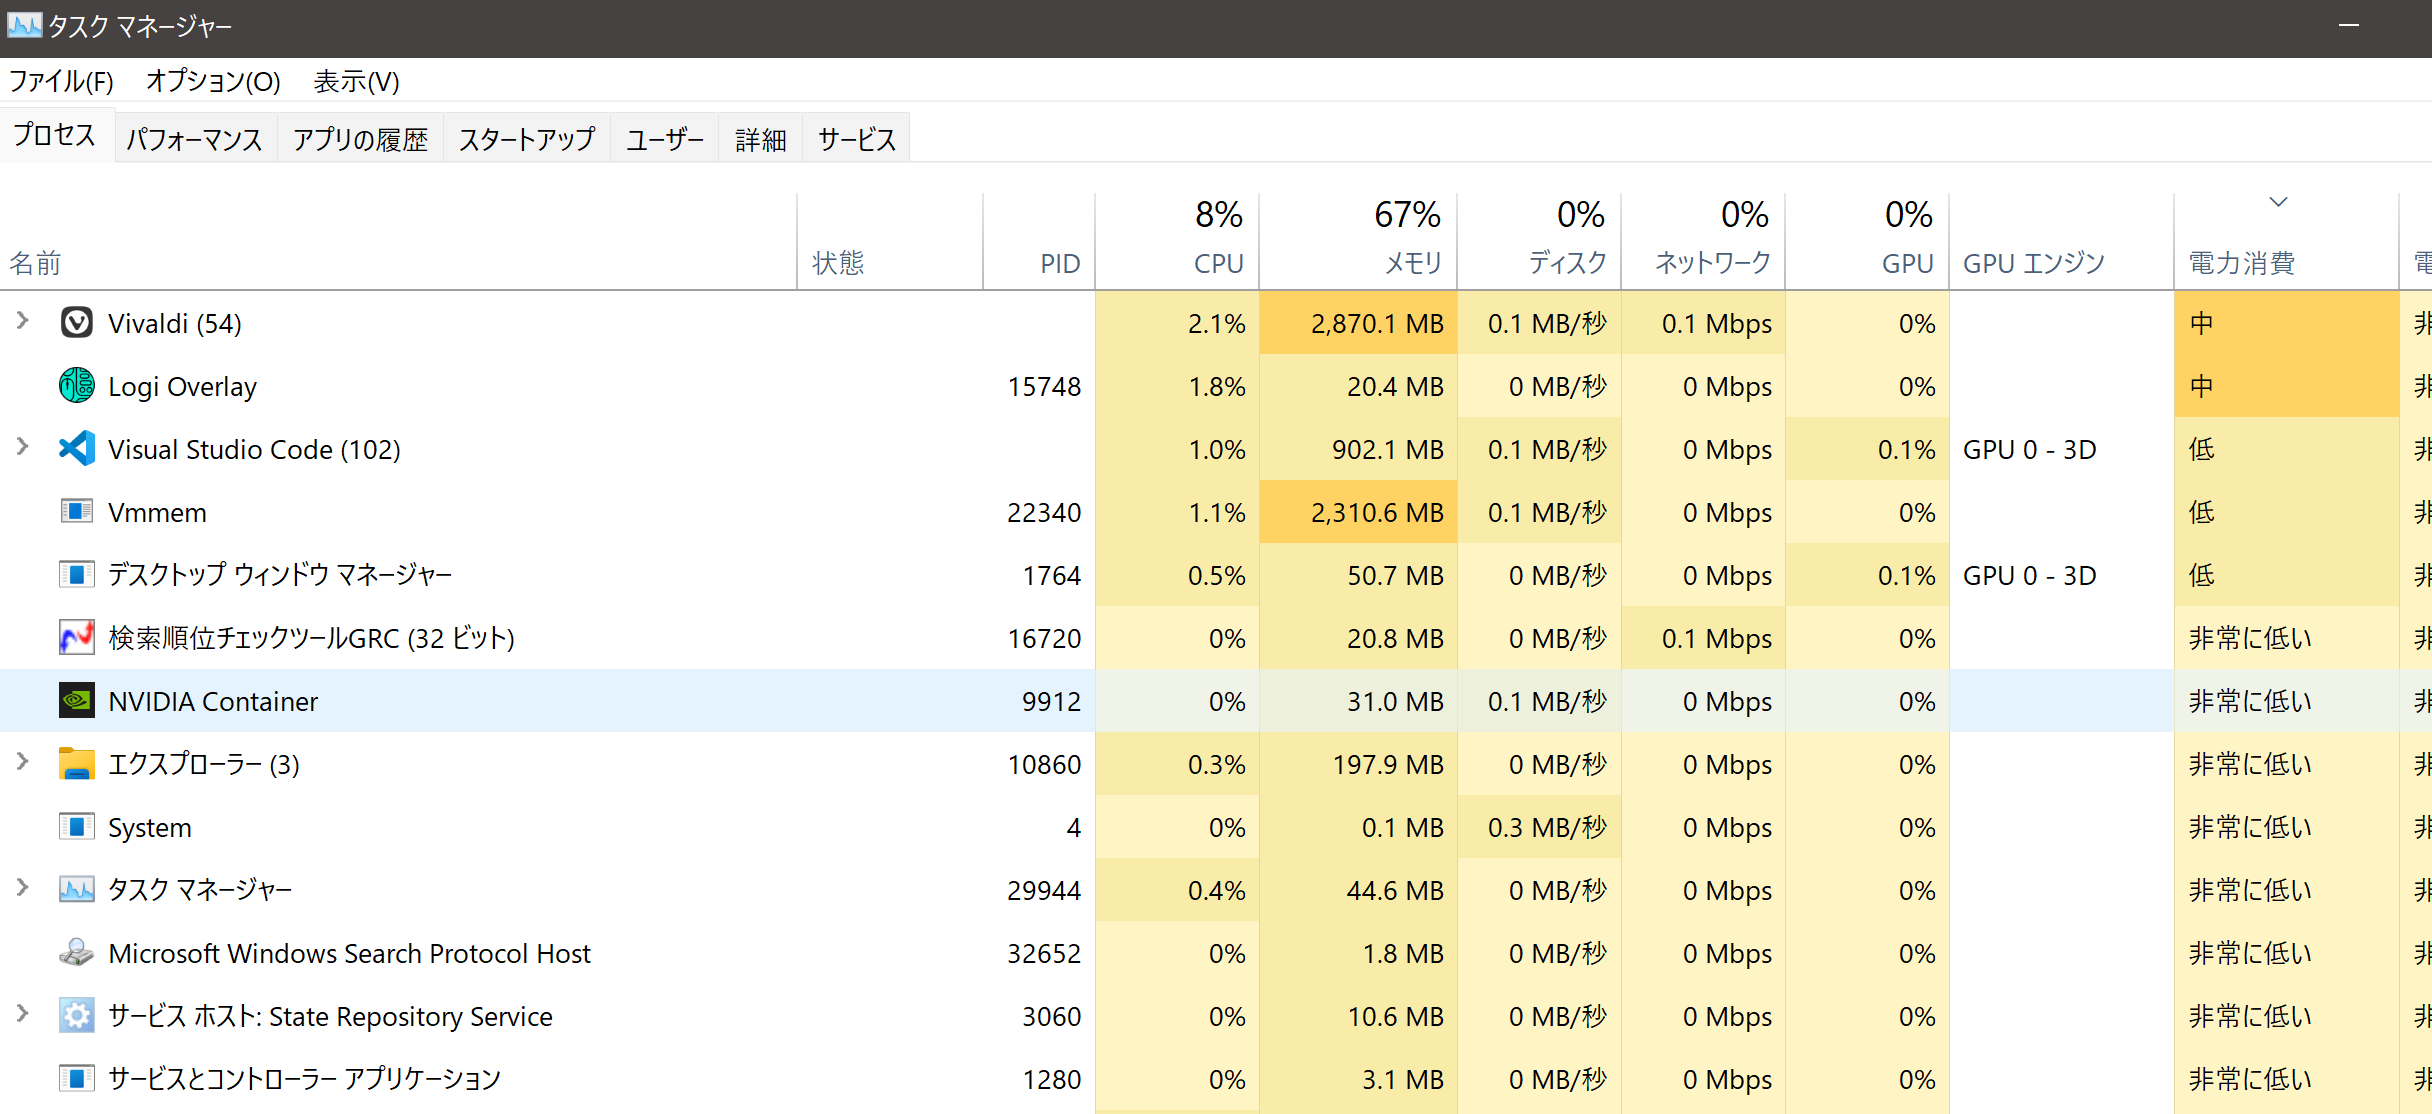 タスク マネージャー
ファイル(F) オプション(O) 表示(V)
プロセス パフォーマンス アプリの履歴 スタートアップ ユーザー 詳細 サービス
8% 67% 0% 0% 0%
名前 状態 PID CPU メモリ ディスク ネットワーク GPU GPU エンジン 電力消費 電
Vivaldi (54) 2.1% 2,870.1 MB 0.1 MB/秒 0.1 Mbps 0% 中 非
Logi Overlay 15748 1.8% 20.4 MB 0 MB/秒 0 Mbps 0% 中 非
Visual Studio Code (102) 1.0% 902.1 MB 0.1 MB/秒 0 Mbps 0.1% GPU 0 - 3D 低 非
Vmmem 22340 1.1% 2,310.6 MB 0.1 MB/秒 0 Mbps 0% 低 非
デスクトップ ウィンドウ マネージャー 1764 0.5% 50.7 MB 0 MB/秒 0 Mbps 0.1% GPU 0 - 3D 低 非
検索順位チェックツールGRC (32 ビット) 16720 0% 20.8 MB 0 MB/秒 0.1 Mbps 0% 非常に低い 非
NVIDIA Container 9912 0% 31.0 MB 0.1 MB/秒 0 Mbps 0% 非常に低い 非
エクスプローラー (3) 10860 0.3% 197.9 MB 0 MB/秒 0 Mbps 0% 非常に低い 非
System 4 0% 0.1 MB 0.3 MB/秒 0 Mbps 0% 非常に低い 非
タスク マネージャー 29944 0.4% 44.6 MB 0 MB/秒 0 Mbps 0% 非常に低い 非
Microsoft Windows Search Protocol Host 32652 0% 1.8 MB 0 MB/秒 0 Mbps 0% 非常に低い 非
サービス ホスト: State Repository Service 3060 0% 10.6 MB 0 MB/秒 0 Mbps 0% 非常に低い 非
サービスとコントローラー アプリケーション 1280 0% 3.1 MB 0 MB/秒 0 Mbps 0% 非常に低い 非